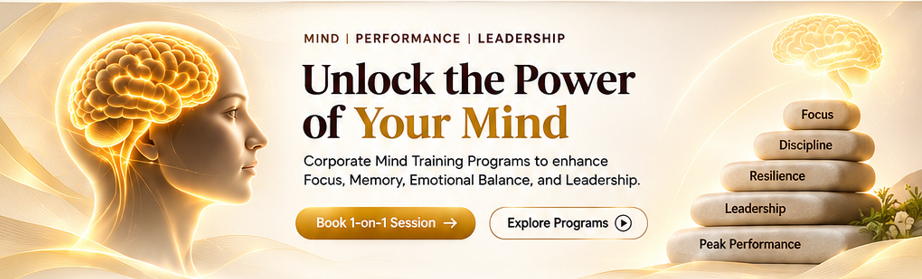 MIND | PERFORMANCE | LEADERSHIP
Unlock the Power
of Your Mind
Corporate Mind Training Programs to enhance
Focus, Memory, Emotional Balance, and Leadership.
Book 1-on-1 Session →
Explore Programs
Focus
Discipline
Resilience
Leadership
Peak Performance